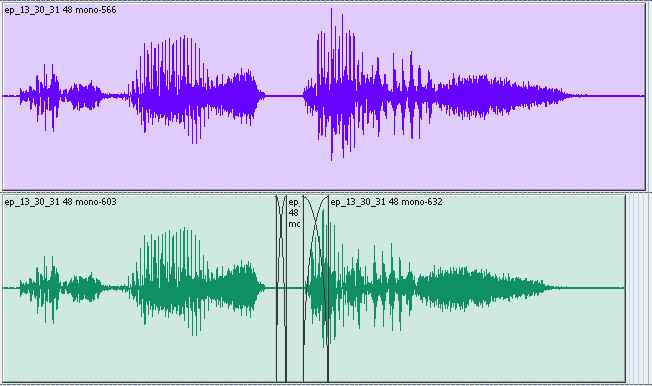 ep_13_30_31 48 mono-566
ep_13_30_31 48 mono-603
ep.
48
mc
ep_13_30_31 48 mono-632